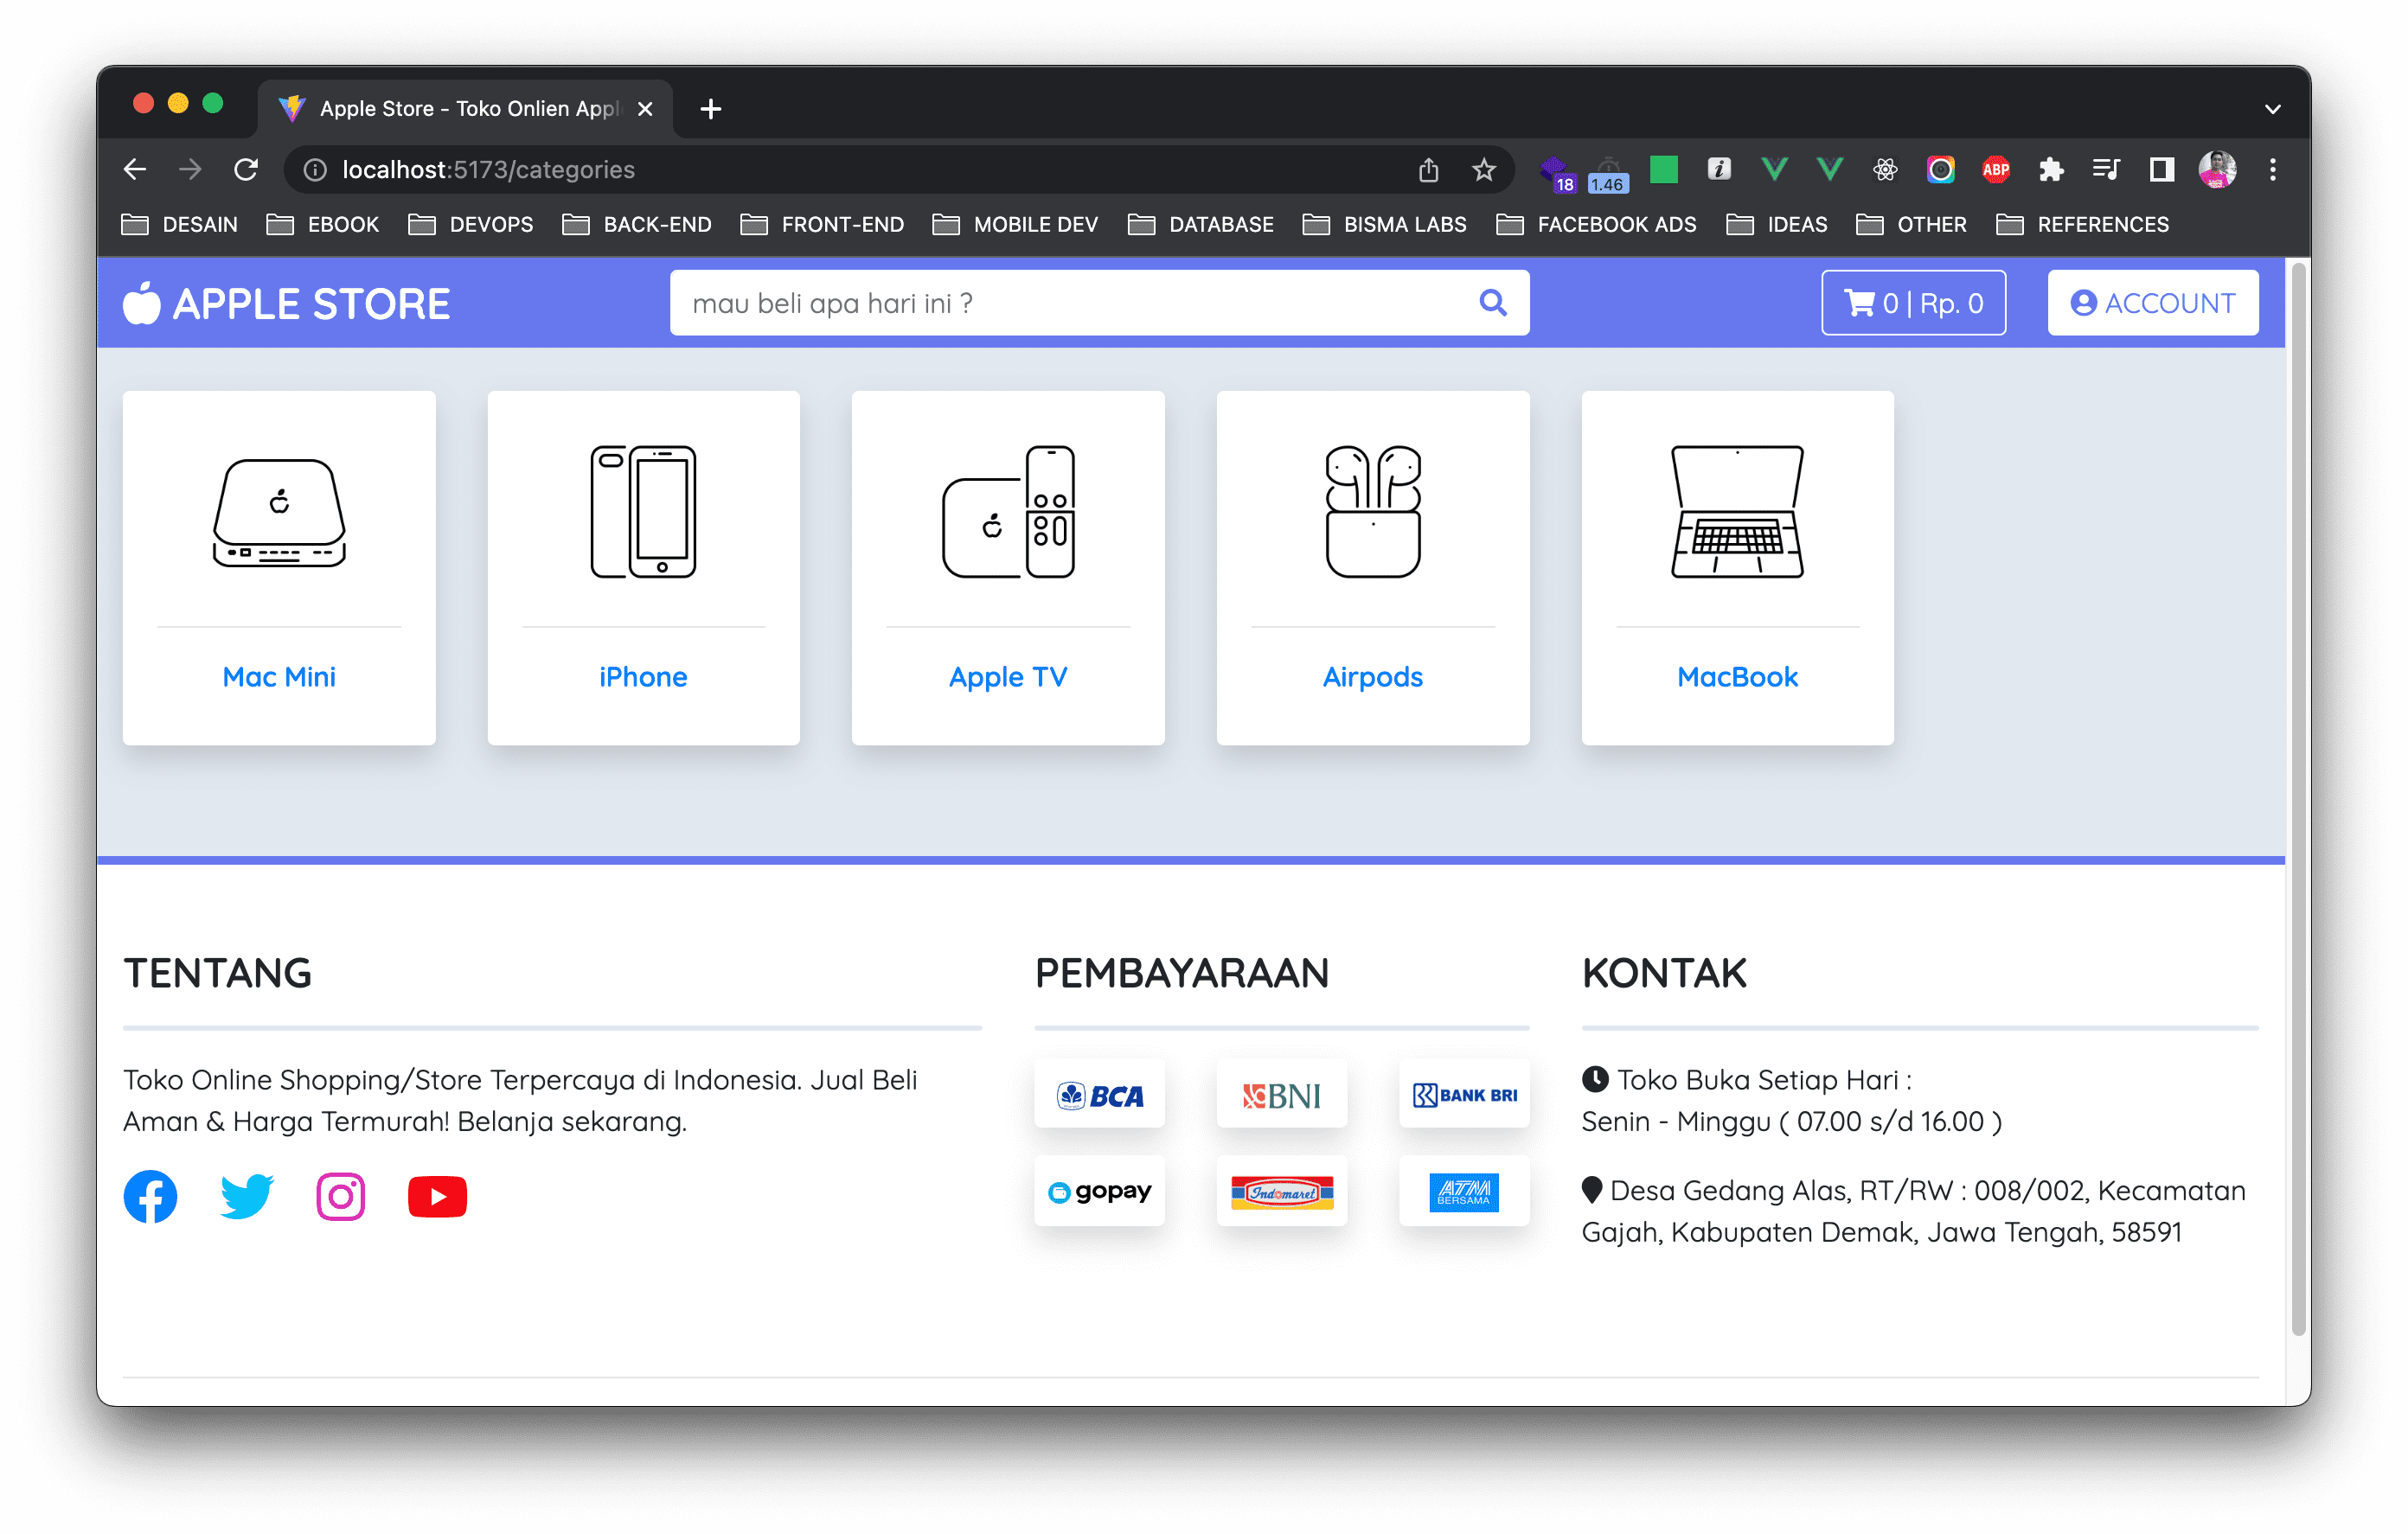 Apple Store - Toko Onlien Appl
localhost:5173/categories
18
1.46
ABP
DESAIN EBOOK DEVOPS BACK-END FRONT-END MOBILE DEV DATABASE BISMA LABS FACEBOOK ADS IDEAS OTHER REFERENCES
APPLE STORE
mau beli apa hari ini ?
0 | Rp. 0
ACCOUNT
Mac Mini
iPhone
Apple TV
Airpods
MacBook
TENTANG
Toko Online Shopping/Store Terpercaya di Indonesia. Jual Beli
Aman & Harga Termurah! Belanja sekarang.
PEMBAYARAAN
BCA
BNI
BANK BRI
gopay
Indomaret
ATM
BERSAMA
KONTAK
Toko Buka Setiap Hari :
Senin - Minggu ( 07.00 s/d 16.00 )
Desa Gedang Alas, RT/RW : 008/002, Kecamatan
Gajah, Kabupaten Demak, Jawa Tengah, 58591